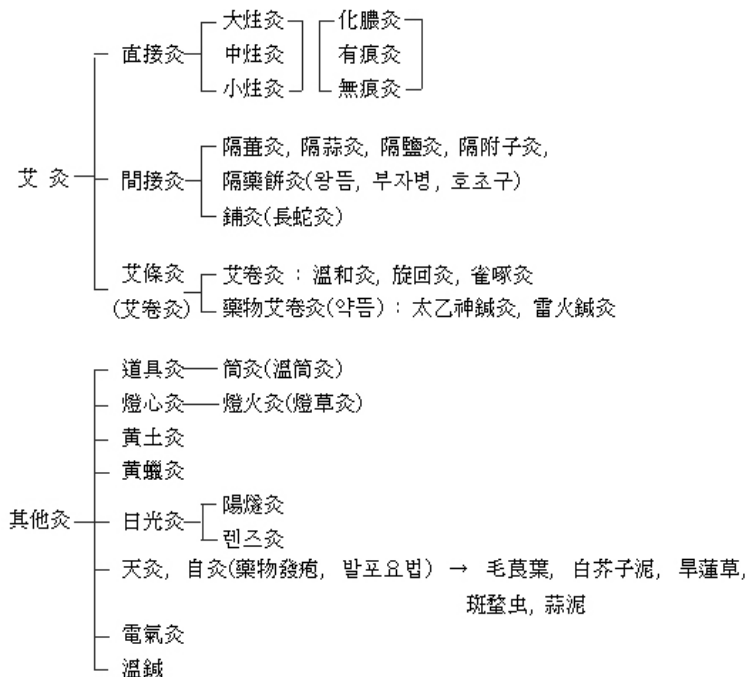 大炷灸 化膿灸
直接灸 中炷灸 有痕灸
小炷灸 無痕灸
隔薑灸, 隔蒜灸, 隔鹽灸, 隔附子灸,
艾 灸 間接灸 隔藥餠灸(왕뜸, 부자병, 호초구)
鋪灸(長蛇灸)
艾條灸 艾卷灸 : 溫和灸, 旋回灸, 雀啄灸
(艾卷灸) 藥物艾卷灸(약뜸) : 太乙神鍼灸, 雷火鍼灸
道具灸 筒灸(溫筒灸)
燈心灸 燈火灸(燈草灸)
黄土灸
黄蠟灸
陽燧灸
其他灸 日光灸
렌즈灸
天灸, 自灸(藥物發疱, 발포요법) → 毛茛葉, 白芥子泥, 旱蓮草,
斑蝥虫, 蒜泥
電氣灸
溫鍼